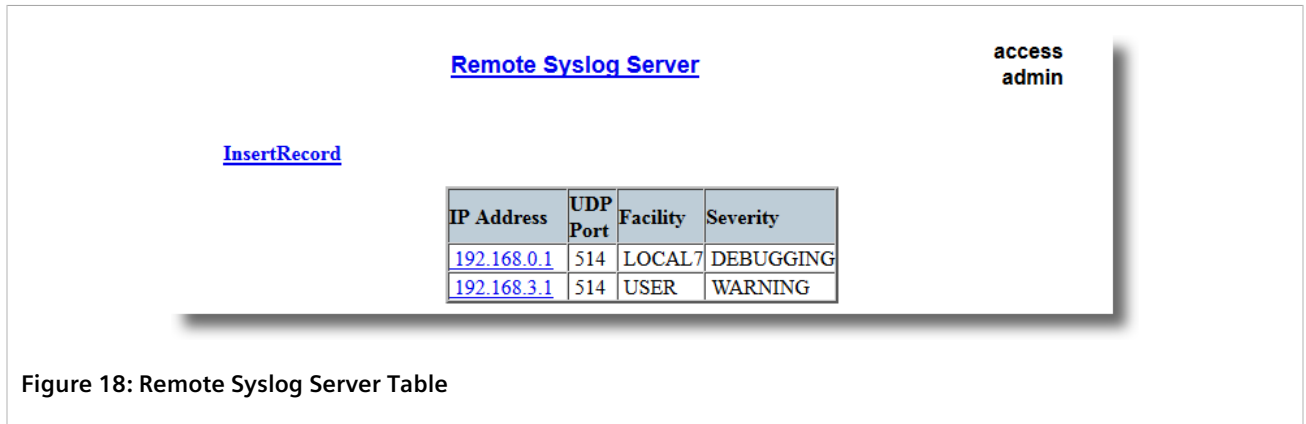 Remote Syslog Server
access
admin
InsertRecord
IP Address UDP Port Facility Severity
192.168.0.1 514 LOCAL7 DEBUGGING
192.168.3.1 514 USER WARNING
Figure 18: Remote Syslog Server Table